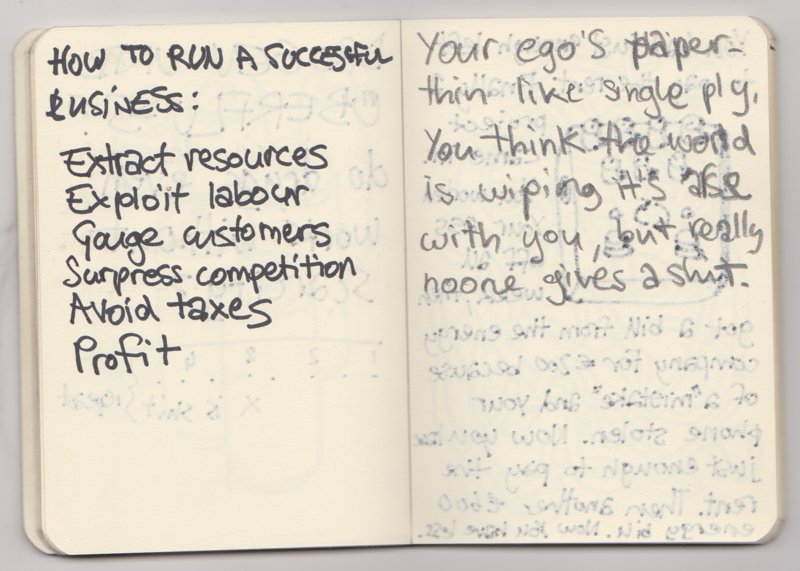 HOW TO RUN A SUCCESSFUL
BUSINESS:
Extract resources
Exploit labour
Gouge customers
Surpress competition
Avoid taxes
Profit
Your ego's paper-
thin like single ply.
You think the world
is wiping it's arse
with you, but really
noone gives a shit.